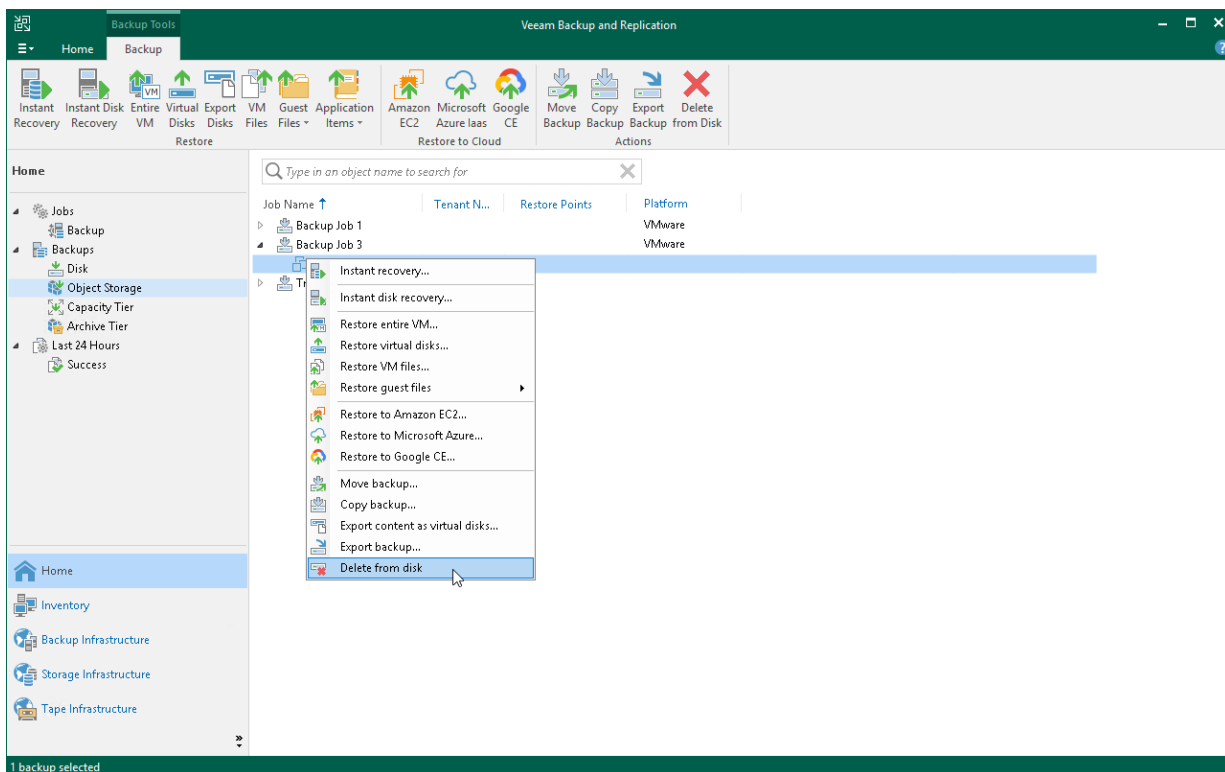 Backup Tools
Veeam Backup and Replication
Home Backup
Instant Recovery
Instant Disk Recovery
Entire VM
Virtual Disks
Export Disks
VM Files
Guest Files
Application Items
Amazon EC2
Microsoft Azure Iaas
Google CE
Move Backup
Copy Backup
Export Backup
Delete from Disk
Restore
Restore to Cloud
Actions
Home
Type in an object name to search for
Jobs
Backup
Backups
Disk
Object Storage
Capacity Tier
Archive Tier
Last 24 Hours
Success
Job Name Tenant N... Restore Points Platform
Backup Job 1 VMware
Backup Job 3 VMware
Tr
Instant recovery...
Instant disk recovery...
Restore entire VM...
Restore virtual disks...
Restore VM files...
Restore guest files
Restore to Amazon EC2...
Restore to Microsoft Azure...
Restore to Google CE...
Move backup...
Copy backup...
Export content as virtual disks...
Export backup...
Delete from disk
Home
Inventory
Backup Infrastructure
Storage Infrastructure
Tape Infrastructure
1 backup selected